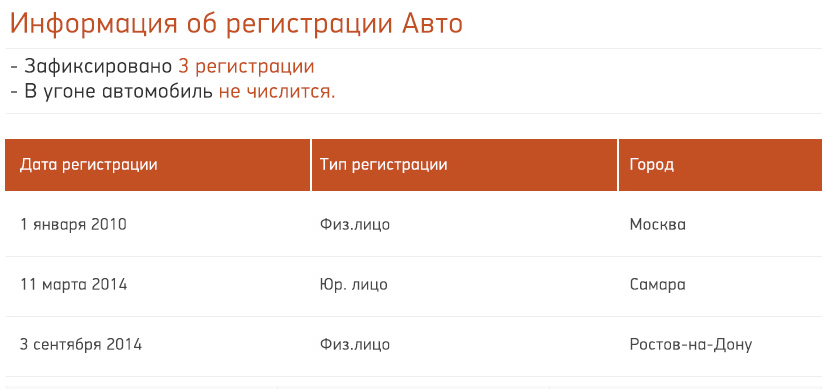 Информация об регистрации Авто
- Зафиксировано 3 регистрации
- В угоне автомобиль не числится.
Дата регистрации Тип регистрации Город
1 января 2010 Физ.лицо Москва
11 марта 2014 Юр. лицо Самара
3 сентября 2014 Физ.лицо Ростов-на-Дону